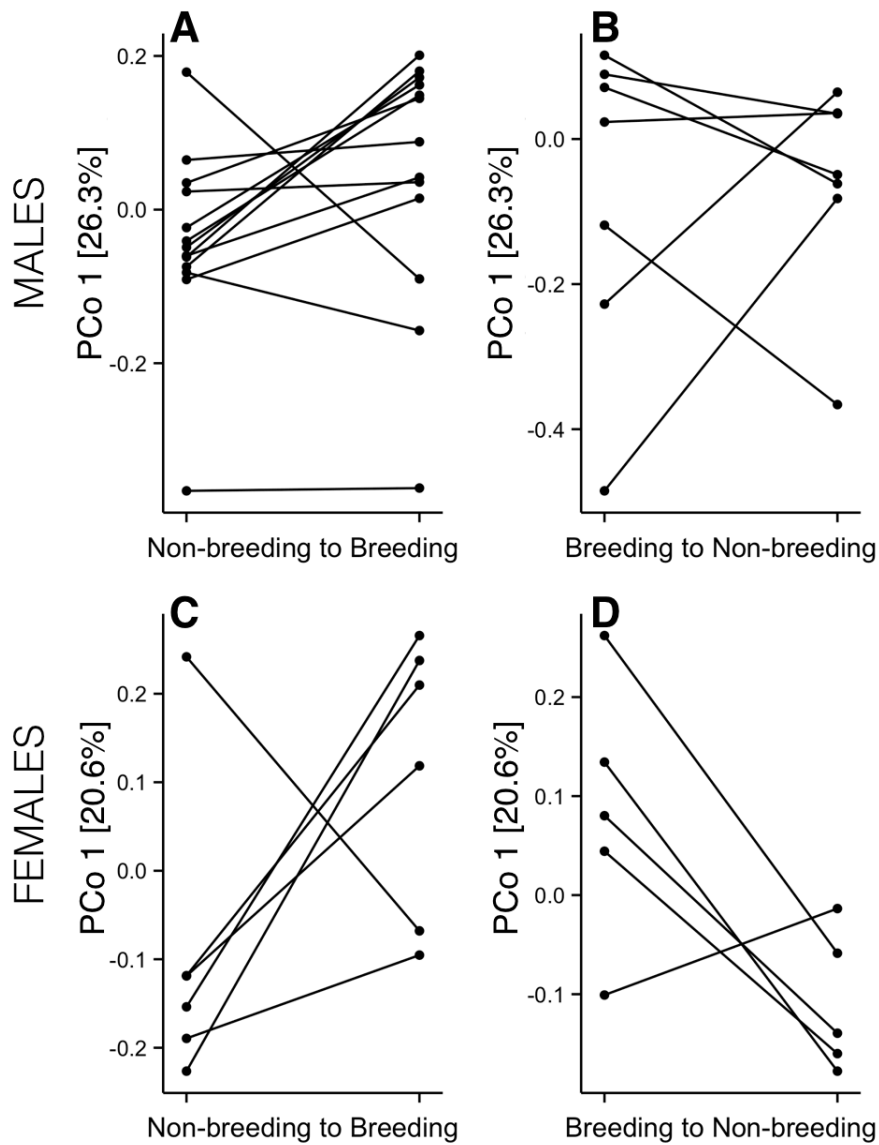 A
B
MALES
PCo 1 [26.3%]
0.2
0.0
-0.2
Non-breeding to Breeding
PCo 1 [26.3%]
0.0
-0.2
-0.4
Breeding to Non-breeding
C
D
FEMALES
PCo 1 [20.6%]
0.2
0.1
0.0
-0.1
-0.2
Non-breeding to Breeding
PCo 1 [20.6%]
0.2
0.1
0.0
-0.1
Breeding to Non-breeding